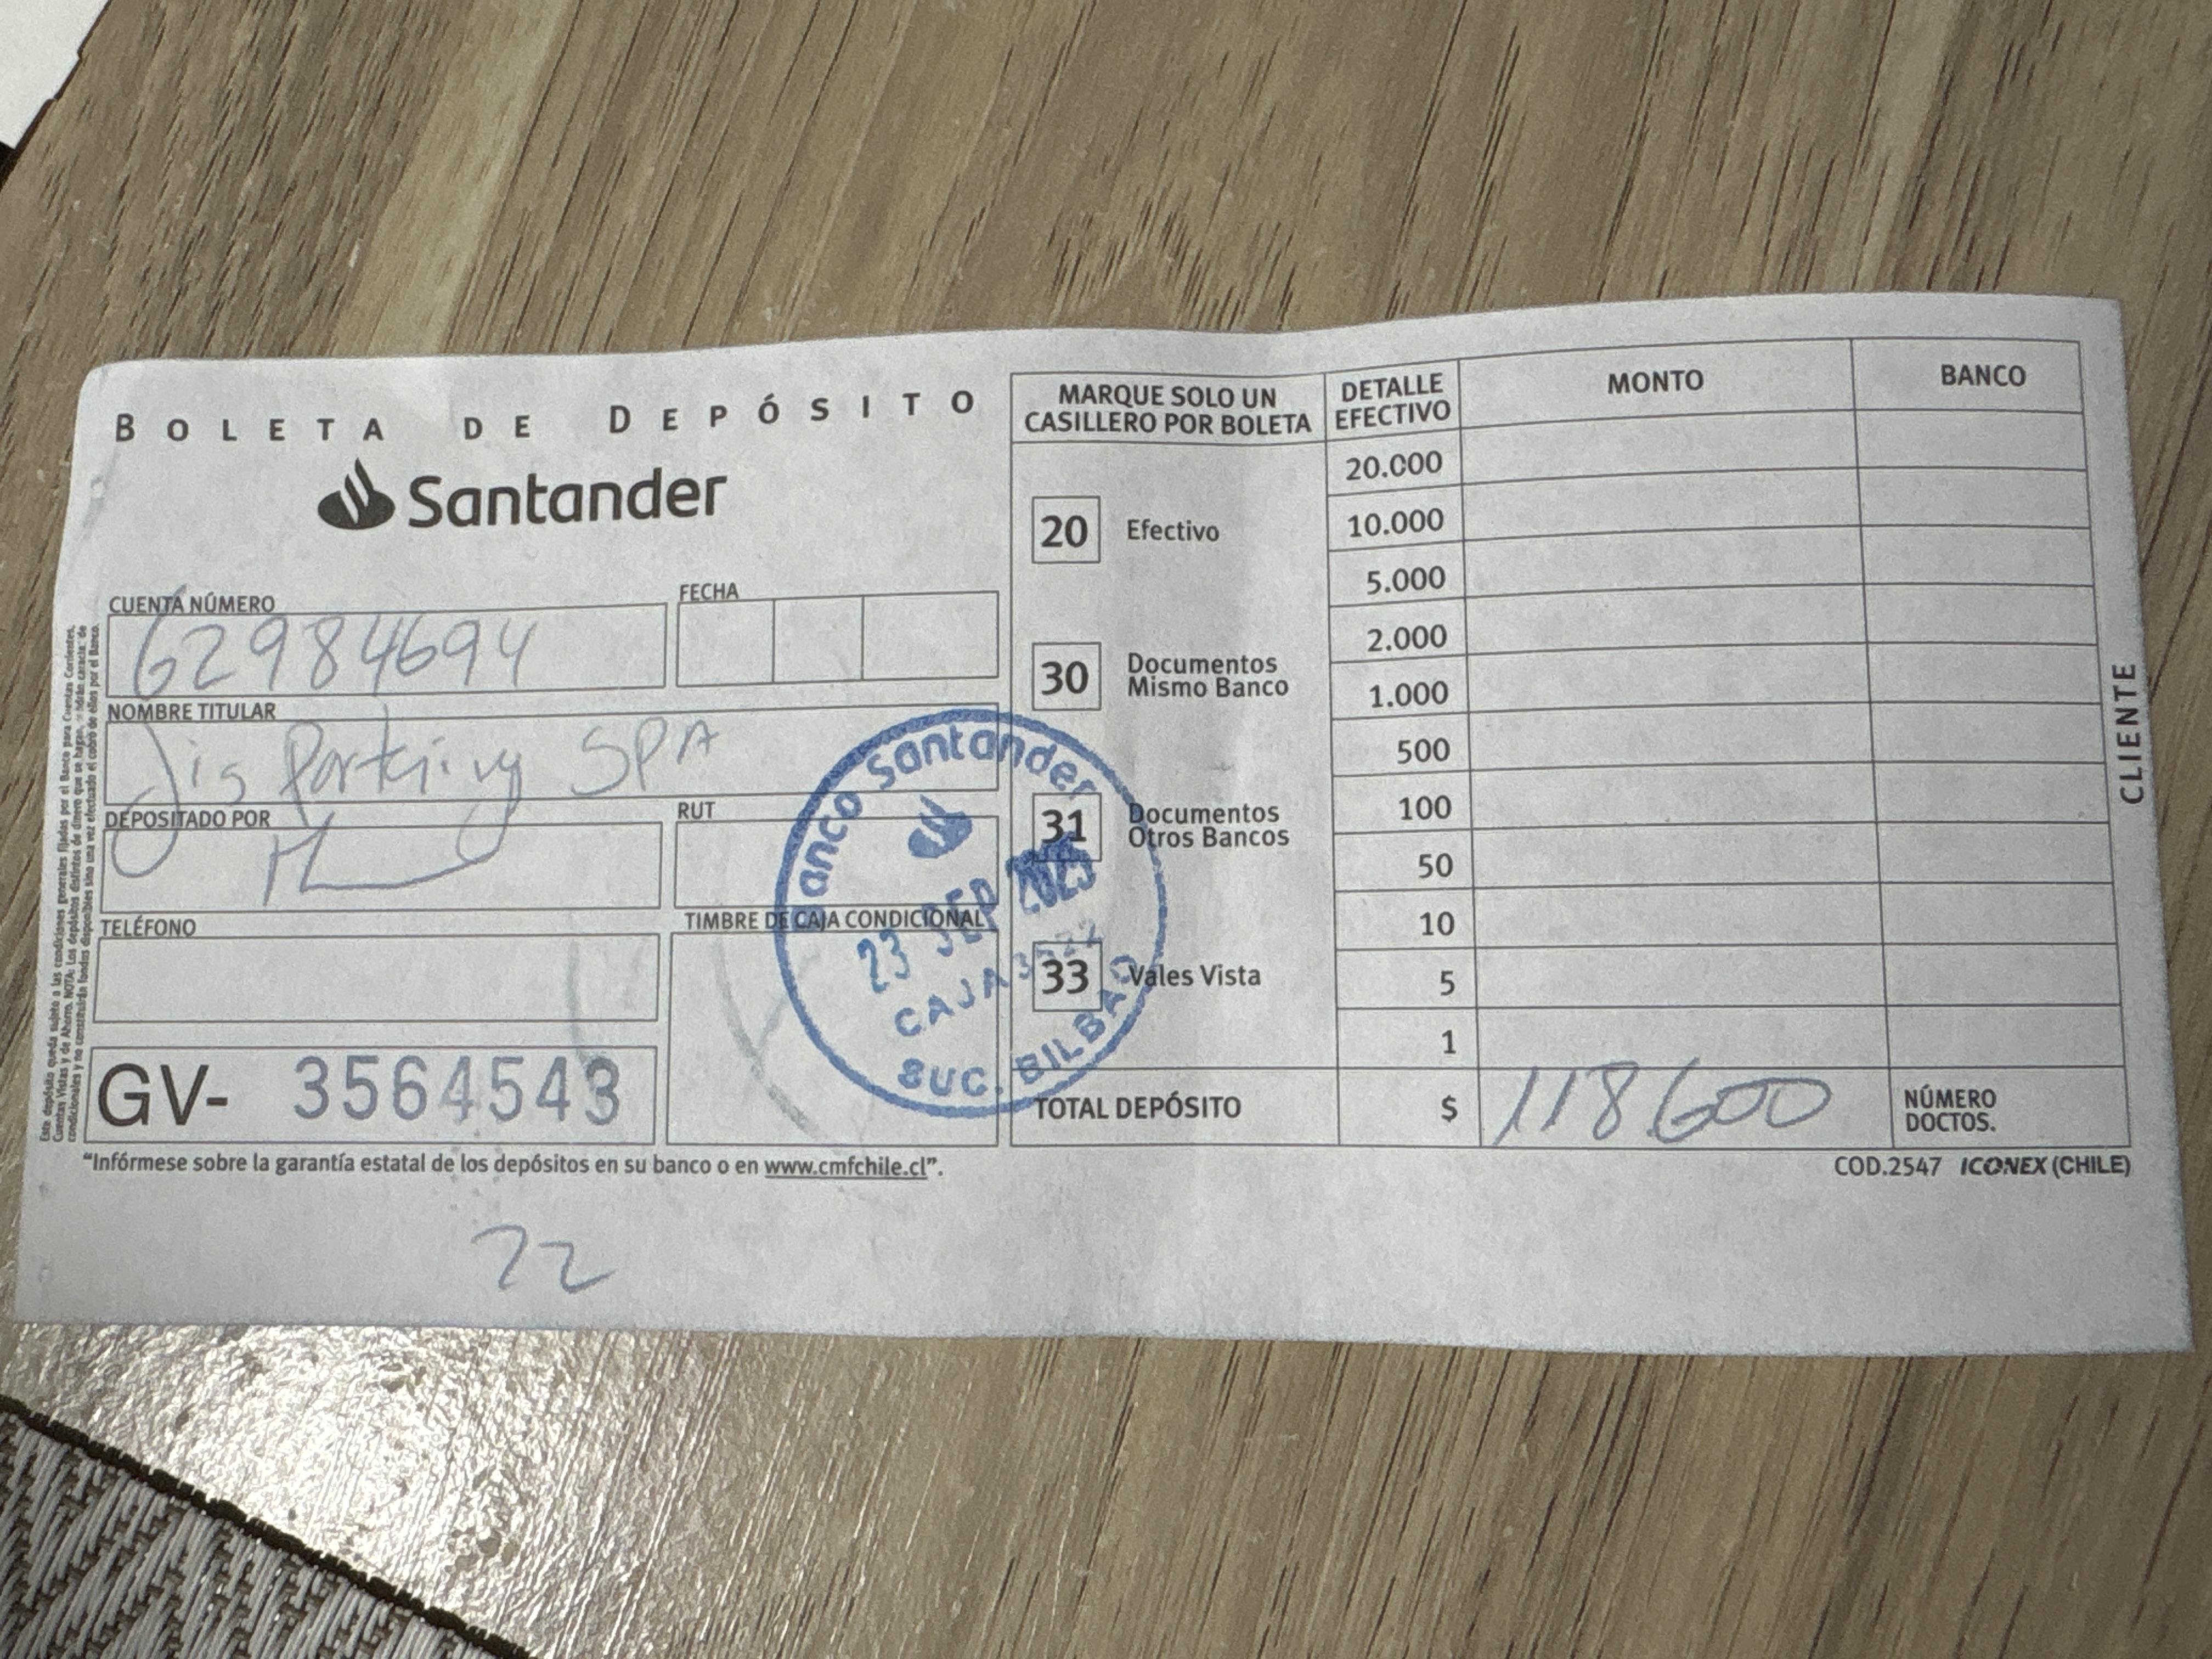 BOLETA DE DEPÓSITO
Santander
CUENTA NÚMERO
62984694
FECHA
NOMBRE TITULAR
Jis Parking SPA
DEPOSITADO POR
RUT
TELÉFONO
TIMBRE DE CAJA CONDICIONAL
GV- 3564543
"Infórmese sobre la garantía estatal de los depósitos en su banco o en www.cmfchile.cl".
22
Banco Santander
23 SEP 2025
CAJA
SUC. BILBAO
MARQUE SOLO UN
CASILLERO POR BOLETA
20 Efectivo
30 Documentos
Mismo Banco
31 Documentos
Otros Bancos
33 Vales Vista
DETALLE
EFECTIVO
MONTO
BANCO
20.000
10.000
5.000
2.000
1.000
500
100
50
10
5
1
TOTAL DEPÓSITO $ 118.600
NÚMERO
DOCTOS.
COD.2547 ICONEX (CHILE)
CLIENTE